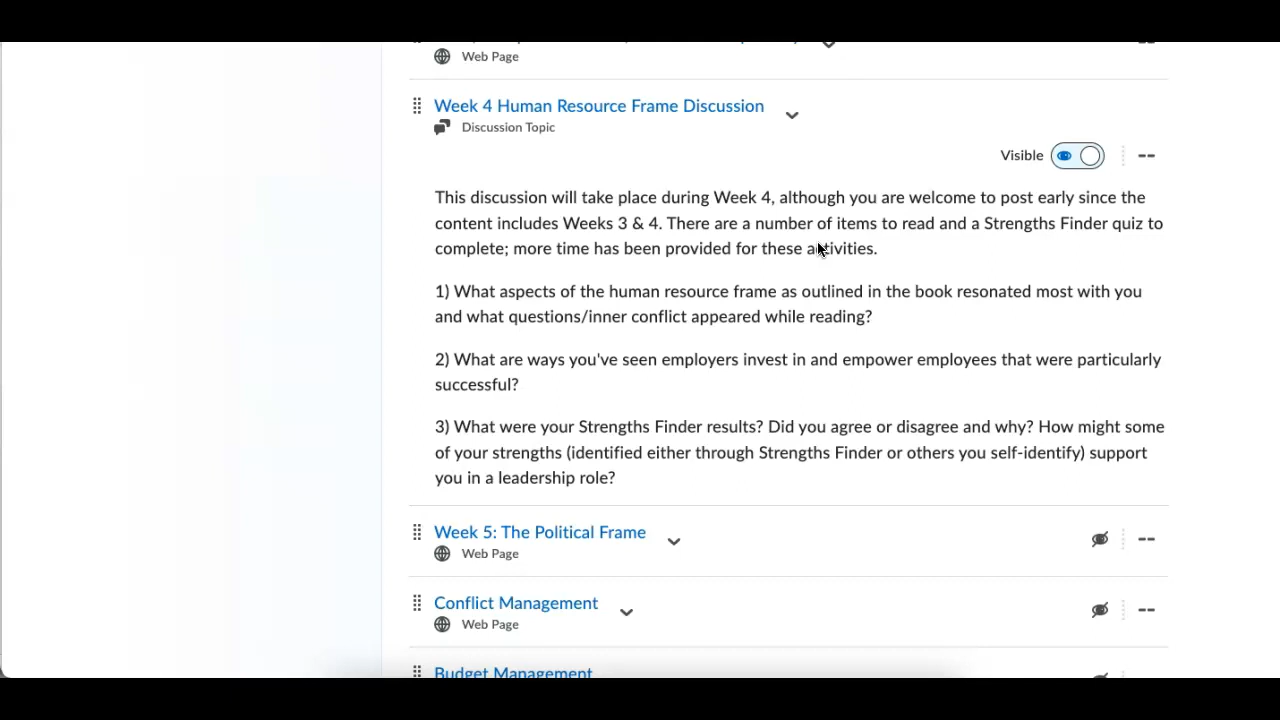 Web Page
Week 4 Human Resource Frame Discussion
Discussion Topic
Visible
--
This discussion will take place during Week 4, although you are welcome to post early since the
content includes Weeks 3 & 4. There are a number of items to read and a Strengths Finder quiz to
complete; more time has been provided for these activities.
1) What aspects of the human resource frame as outlined in the book resonated most with you
and what questions/inner conflict appeared while reading?
2) What are ways you've seen employers invest in and empower employees that were particularly
successful?
3) What were your Strengths Finder results? Did you agree or disagree and why? How might some
of your strengths (identified either through Strengths Finder or others you self-identify) support
you in a leadership role?
Week 5: The Political Frame
--
Web Page
Conflict Management
--
Web Page
Budget Management